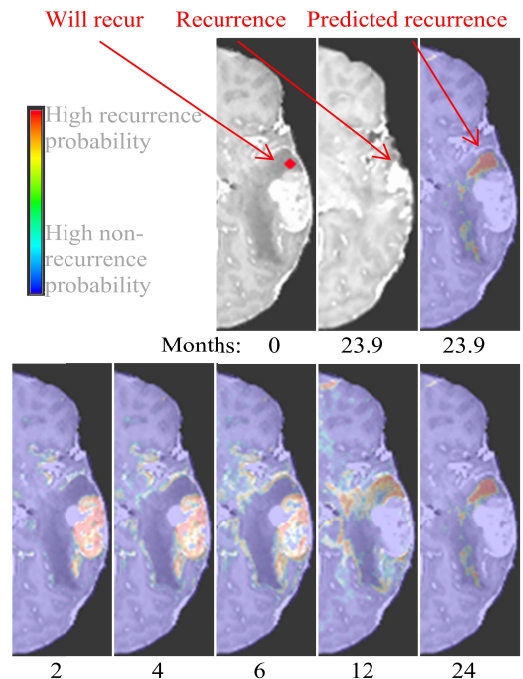 Will recur Recurrence Predicted recurrence
High recurrence
probability
High non-
recurrence
probability
Months: 0 23.9 23.9
2 4 6 12 24